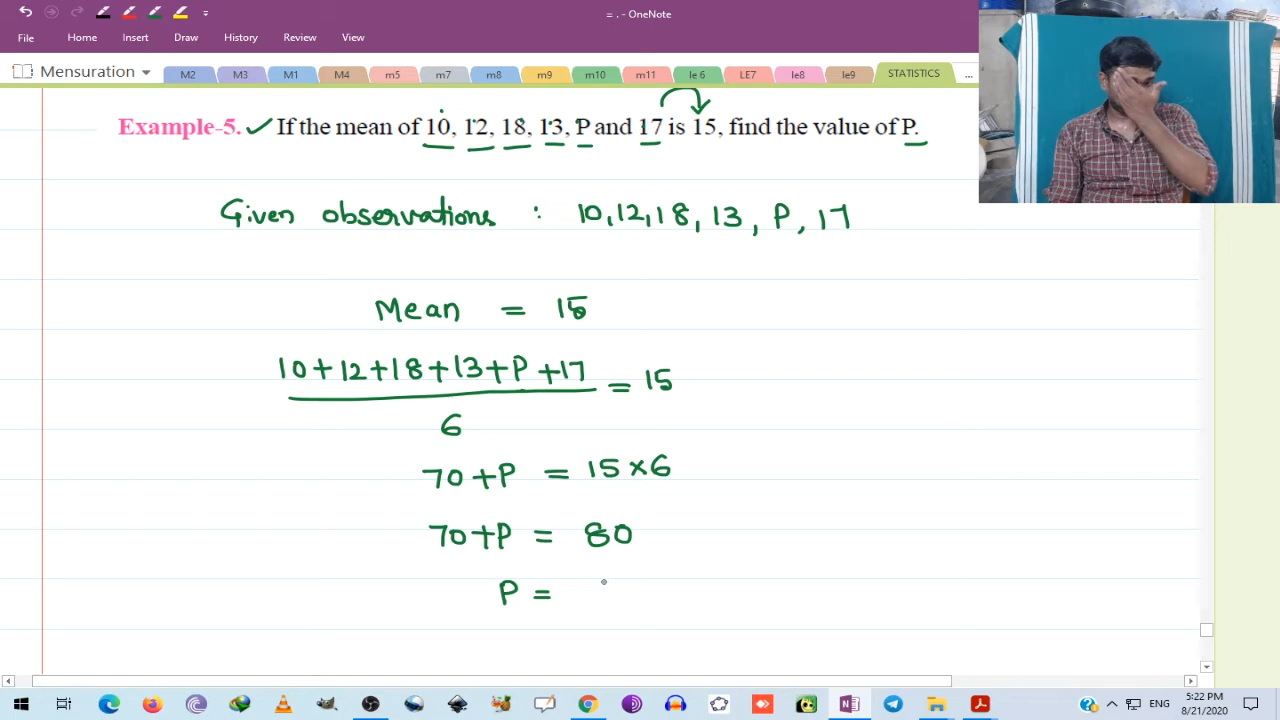 = . - OneNote
File Home Insert Draw History Review View
Mensuration M2 M3 M1 M4 m5 m7 m8 m9 m10 m11 le 6 LE7 le8 le9 STATISTICS ...
Example-5. If the mean of 10, 12, 18, 13, P and 17 is 15, find the value of P.
Given observations : 10, 12, 18, 13, P, 17
Mean = 15
10+12+18+13+P+17 = 15
6
70+P = 15×6
70+P = 80
P =
ENG 5:22 PM
8/21/2020